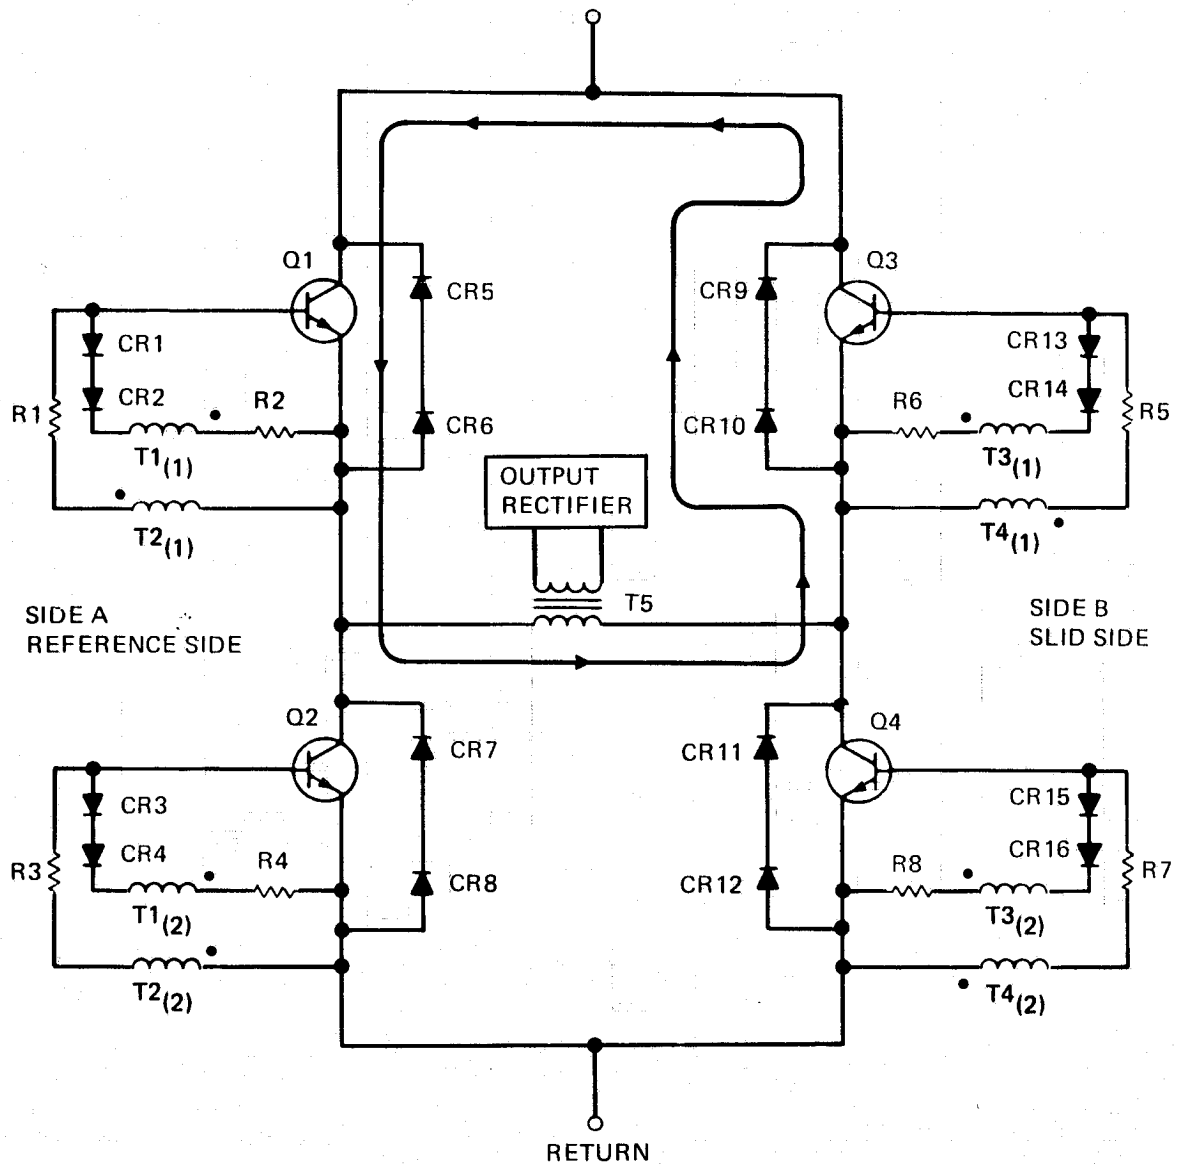 Q1
Q3
CR5
CR9
CR1
CR13
CR2
R2
CR14
R1
CR6
CR10
R6
R5
T1(1)
OUTPUT
RECTIFIER
T3(1)
T2(1)
T4(1)
T5
SIDE A
REFERENCE SIDE
SIDE B
SLID SIDE
Q2
Q4
CR7
CR11
CR3
CR15
CR4
R4
CR16
R3
CR8
CR12
R8
R7
T1(2)
T3(2)
T2(2)
T4(2)
RETURN